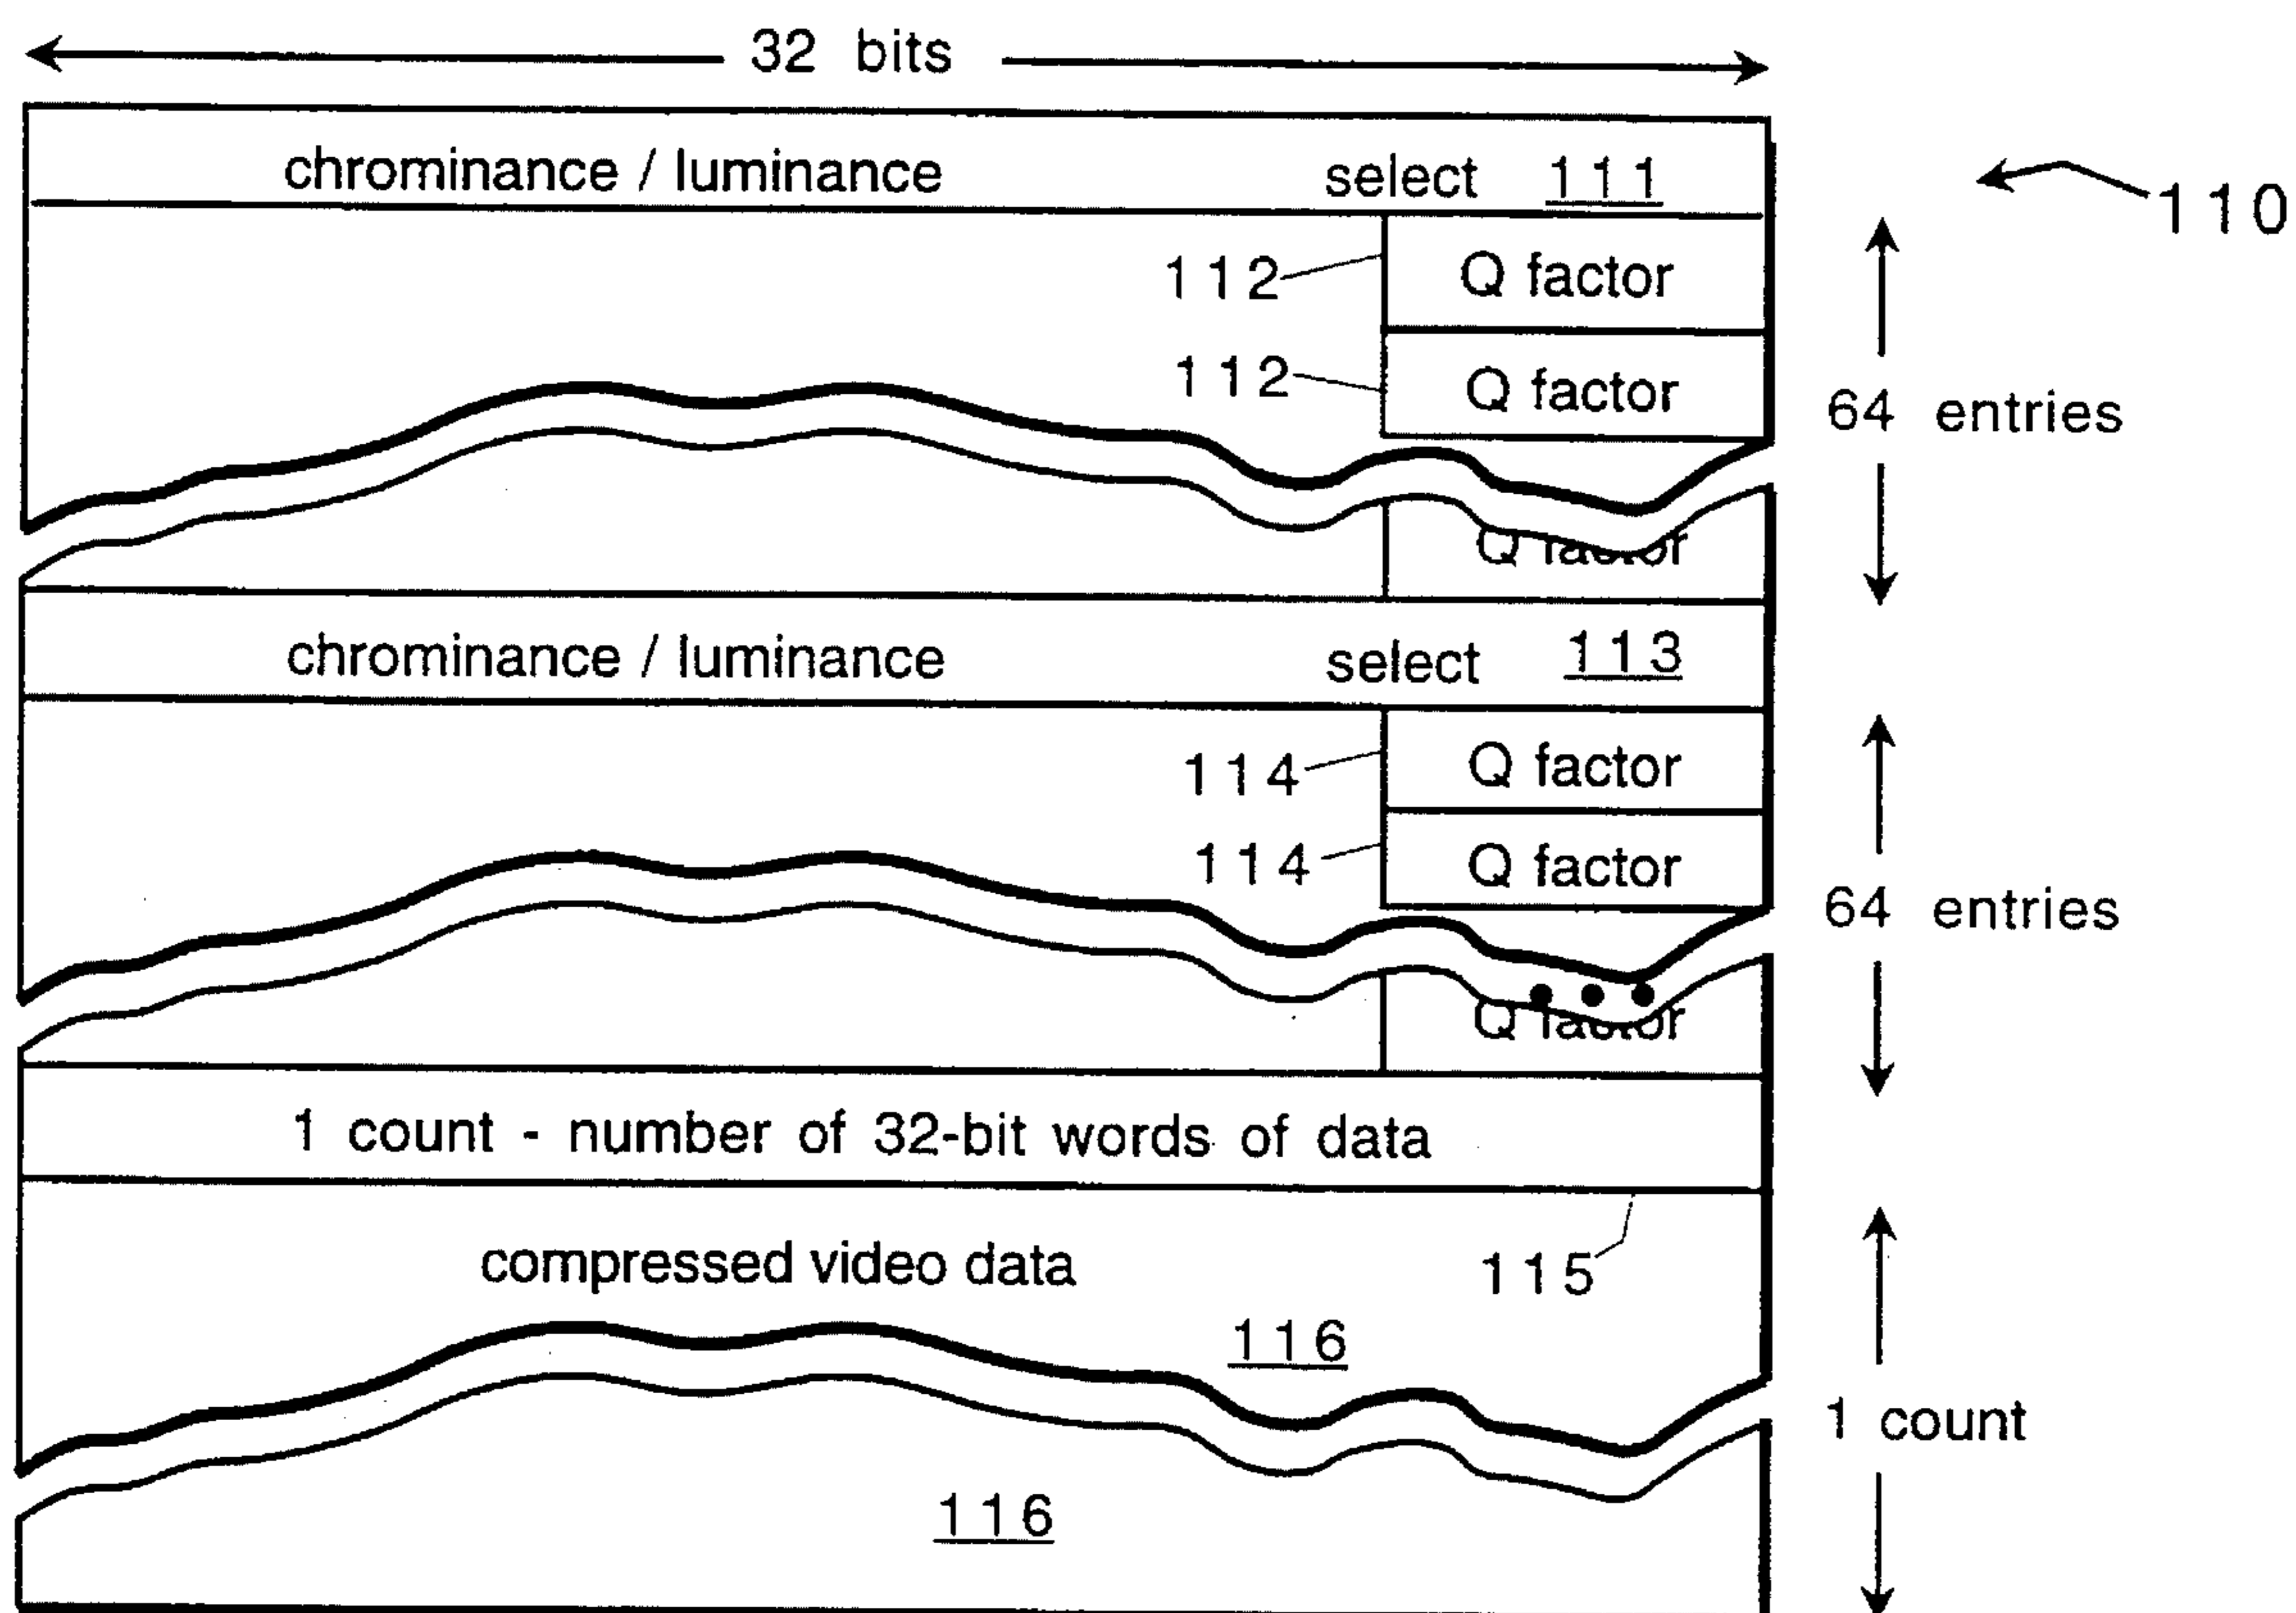 32 bits
chrominance / luminance select 111
110
112 Q factor
112 Q factor
64 entries
Q factor
chrominance / luminance select 113
114 Q factor
114 Q factor
64 entries
Q factor
1 count - number of 32-bit words of data
compressed video data
115
116
1 count
116